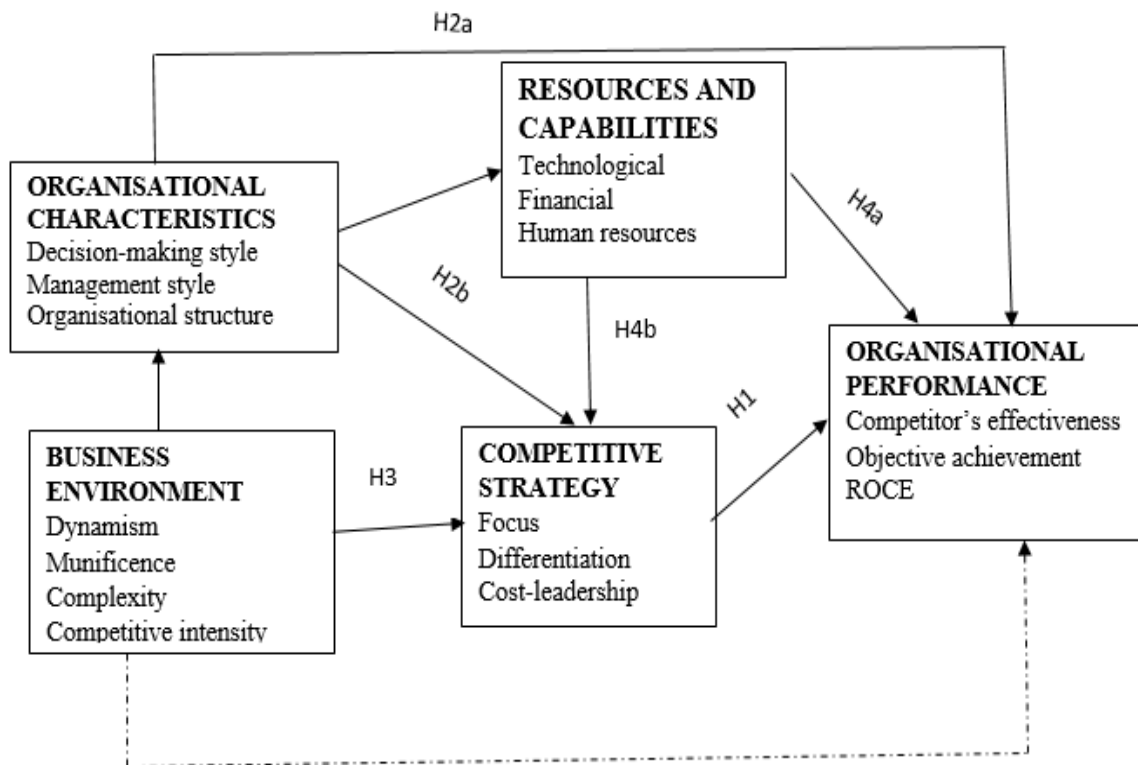 H2a
RESOURCES AND
CAPABILITIES
Technological
Financial
Human resources
ORGANISATIONAL
CHARACTERISTICS
Decision-making style
Management style
Organisational structure
H4a
H2b
H4b
ORGANISATIONAL
PERFORMANCE
Competitor's effectiveness
Objective achievement
ROCE
H1
BUSINESS
ENVIRONMENT
Dynamism
Munificence
Complexity
Competitive intensity
H3
COMPETITIVE
STRATEGY
Focus
Differentiation
Cost-leadership